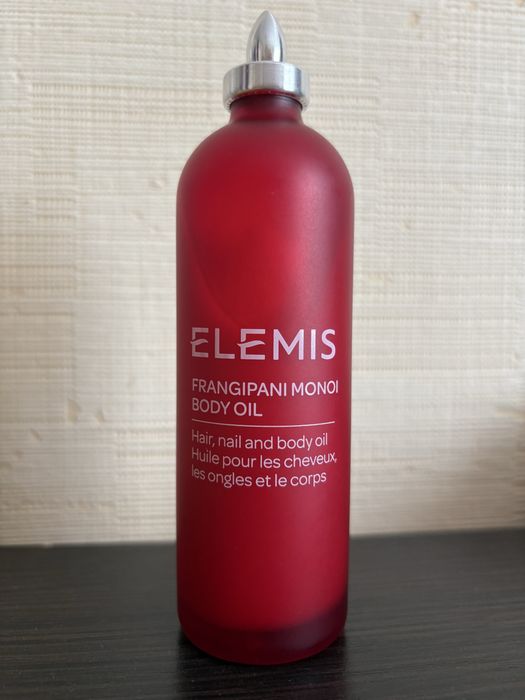 ELEMIS
FRANGIPANI MONOI
BODY OIL
Hair, nail and body oil
Huile pour les cheveux,
les ongles et le corps